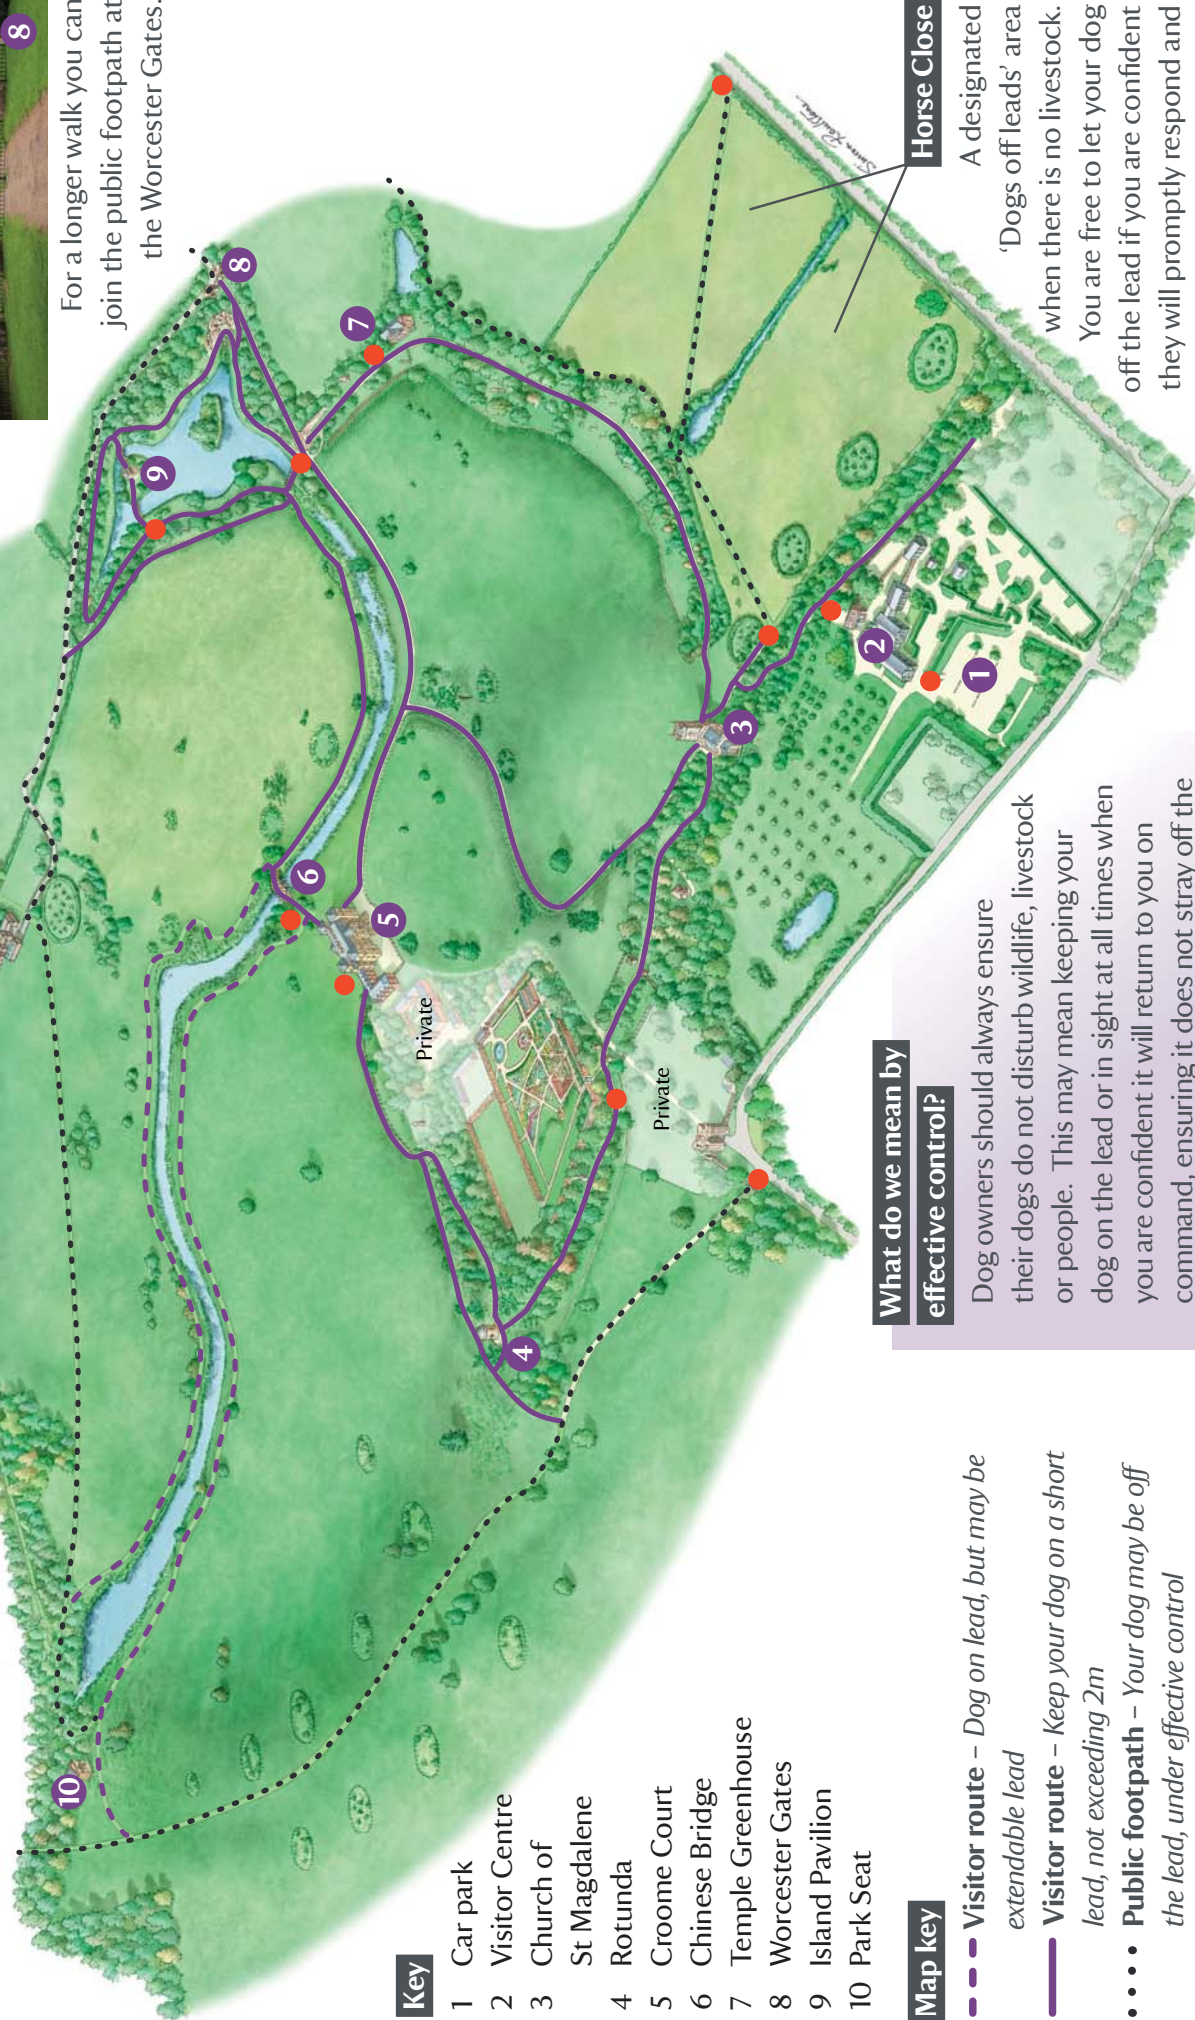 8
For a longer walk you can
join the public footpath at
the Worcester Gates.
Horse Close
A designated
‘Dogs off leads’ area
when there is no livestock.
You are free to let your dog
off the lead if you are confident
they will promptly respond and
8
7
9
6
5
3
2
1
4
10
Private
Private
What do we mean by
effective control?
Dog owners should always ensure
their dogs do not disturb wildlife, livestock
or people. This may mean keeping your
dog on the lead or in sight at all times when
you are confident it will return to you on
command, ensuring it does not stray off the
Key
1 Car park
2 Visitor Centre
3 Church of
St Magdalene
4 Rotunda
5 Croome Court
6 Chinese Bridge
7 Temple Greenhouse
8 Worcester Gates
9 Island Pavilion
10 Park Seat
Map key
Visitor route – Dog on lead, but may be
extendable lead
Visitor route – Keep your dog on a short
lead, not exceeding 2m
Public footpath – Your dog may be off
the lead, under effective control